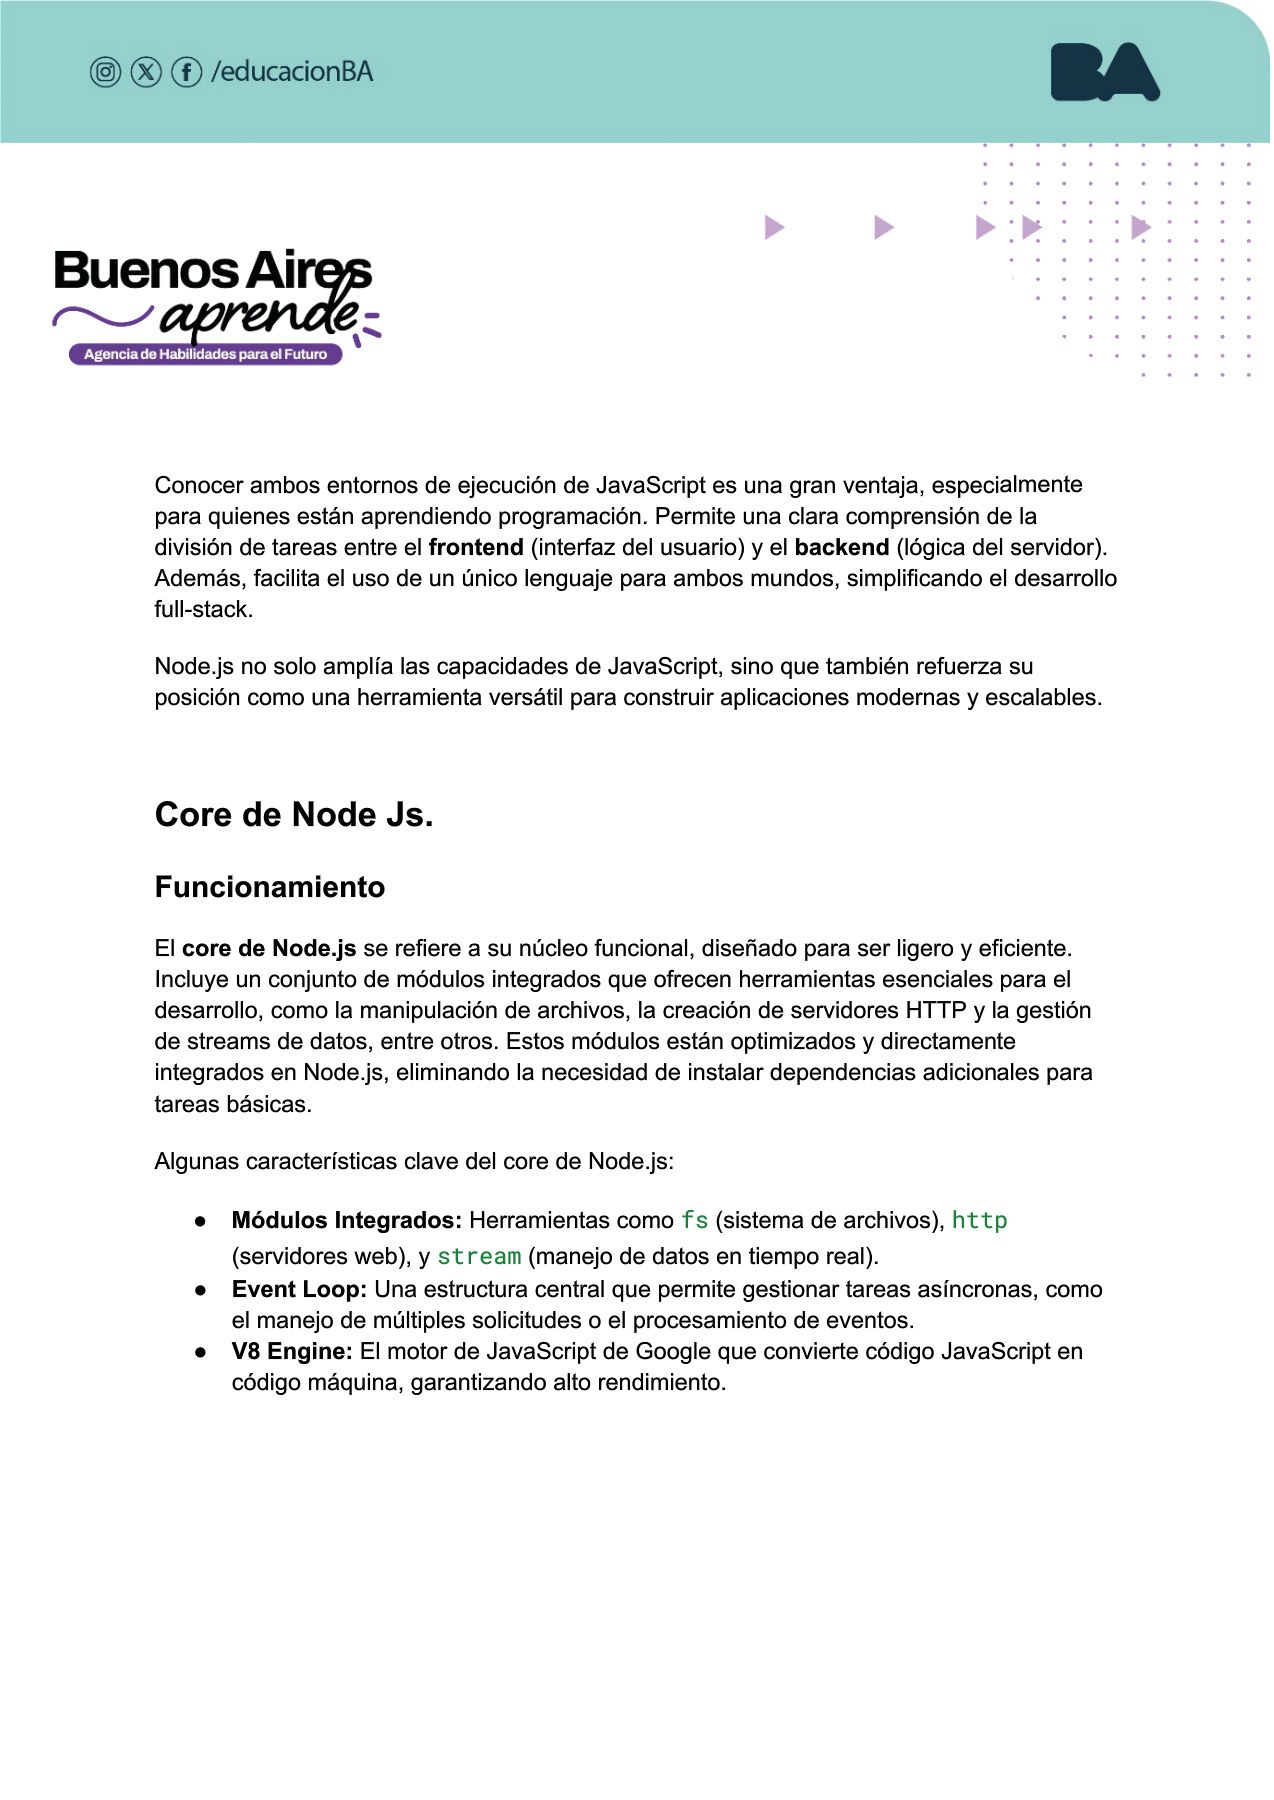 /educacionBA
BA
Buenos Aires
aprende
Agencia de Habilidades para el Futuro
Conocer ambos entornos de ejecución de JavaScript es una gran ventaja, especialmente
para quienes están aprendiendo programación. Permite una clara comprensión de la
división de tareas entre el frontend (interfaz del usuario) y el backend (lógica del servidor).
Además, facilita el uso de un único lenguaje para ambos mundos, simplificando el desarrollo
full-stack.
Node.js no solo amplía las capacidades de JavaScript, sino que también refuerza su
posición como una herramienta versátil para construir aplicaciones modernas y escalables.
Core de Node Js.
Funcionamiento
El core de Node.js se refiere a su núcleo funcional, diseñado para ser ligero y eficiente.
Incluye un conjunto de módulos integrados que ofrecen herramientas esenciales para el
desarrollo, como la manipulación de archivos, la creación de servidores HTTP y la gestión
de streams de datos, entre otros. Estos módulos están optimizados y directamente
integrados en Node.js, eliminando la necesidad de instalar dependencias adicionales para
tareas básicas.
Algunas características clave del core de Node.js:
● Módulos Integrados: Herramientas como fs (sistema de archivos), http
(servidores web), y stream (manejo de datos en tiempo real).
● Event Loop: Una estructura central que permite gestionar tareas asíncronas, como
el manejo de múltiples solicitudes o el procesamiento de eventos.
● V8 Engine: El motor de JavaScript de Google que convierte código JavaScript en
código máquina, garantizando alto rendimiento.